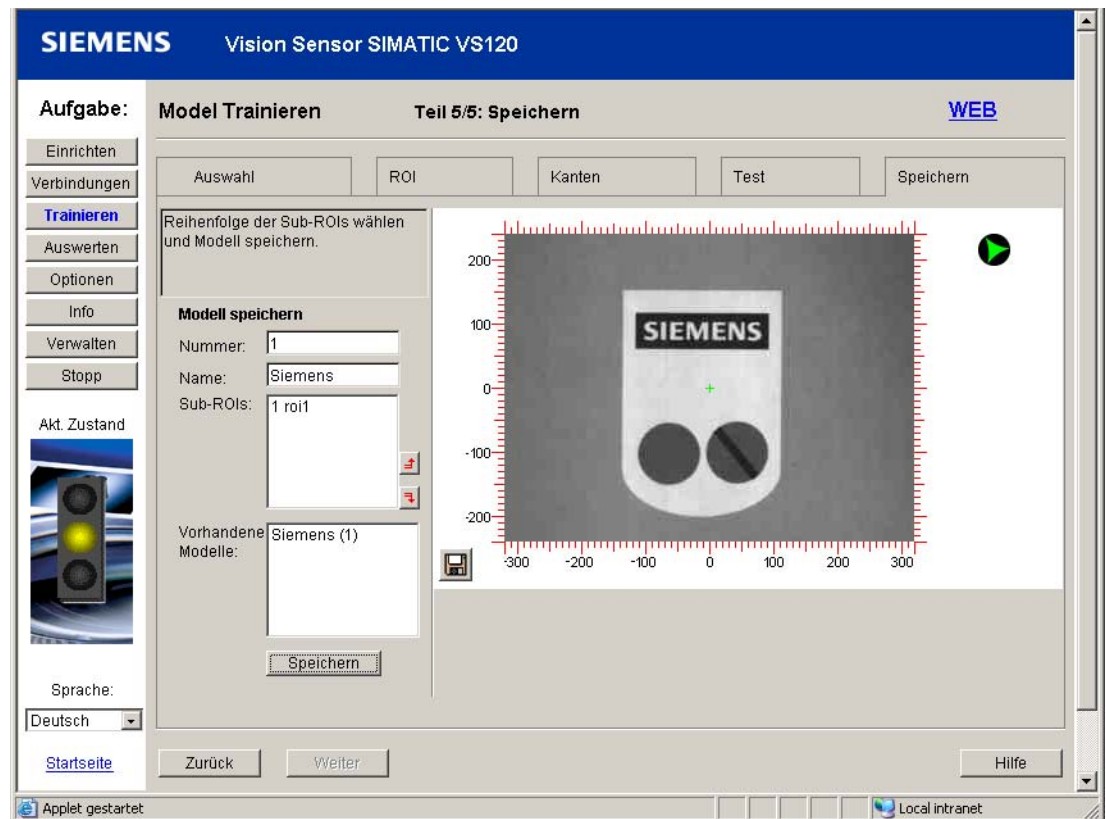 SIEMENS Vision Sensor SIMATIC VS120
Aufgabe:
Einrichten
Verbindungen
Trainieren
Auswerten
Optionen
Info
Verwalten
Stopp
Akt. Zustand
Sprache:
Deutsch
Startseite
Model Trainieren Teil 5/5: Speichern WEB
Auswahl ROI Kanten Test Speichern
Reihenfolge der Sub-ROIs wählen
und Modell speichern.
Modell speichern
Nummer: 1
Name: Siemens
Sub-ROIs: 1 roi1
Vorhandene Modelle: Siemens (1)
Speichern
200
100
0
-100
-200
-300 -200 -100 0 100 200 300
SIEMENS
Zurück Weiter Hilfe
Applet gestartet Local intranet